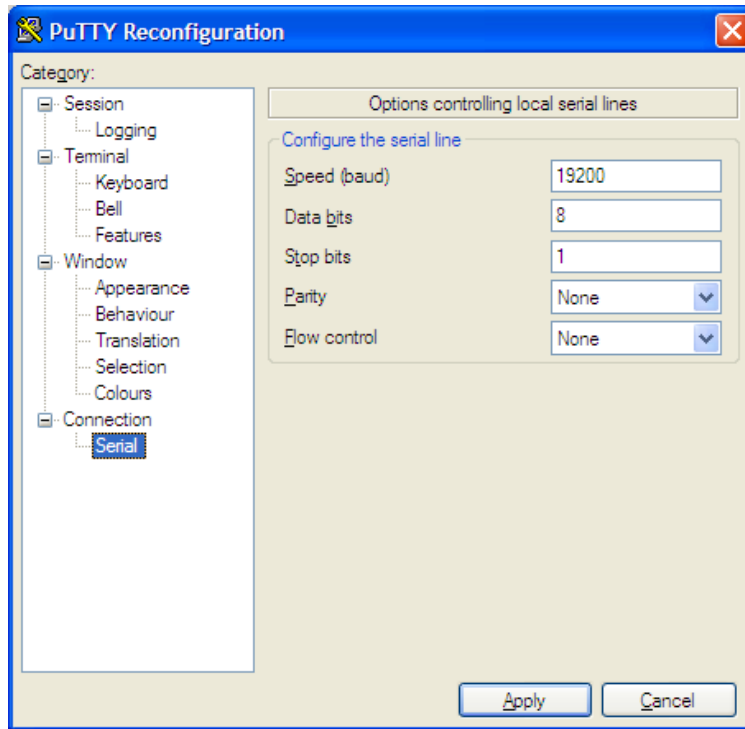 PuTTY Reconfiguration
Category:
Session
Logging
Terminal
Keyboard
Bell
Features
Window
Appearance
Behaviour
Translation
Selection
Colours
Connection
Serial
Options controlling local serial lines
Configure the serial line
Speed (baud) 19200
Data bits 8
Stop bits 1
Parity None
Flow control None
Apply Cancel